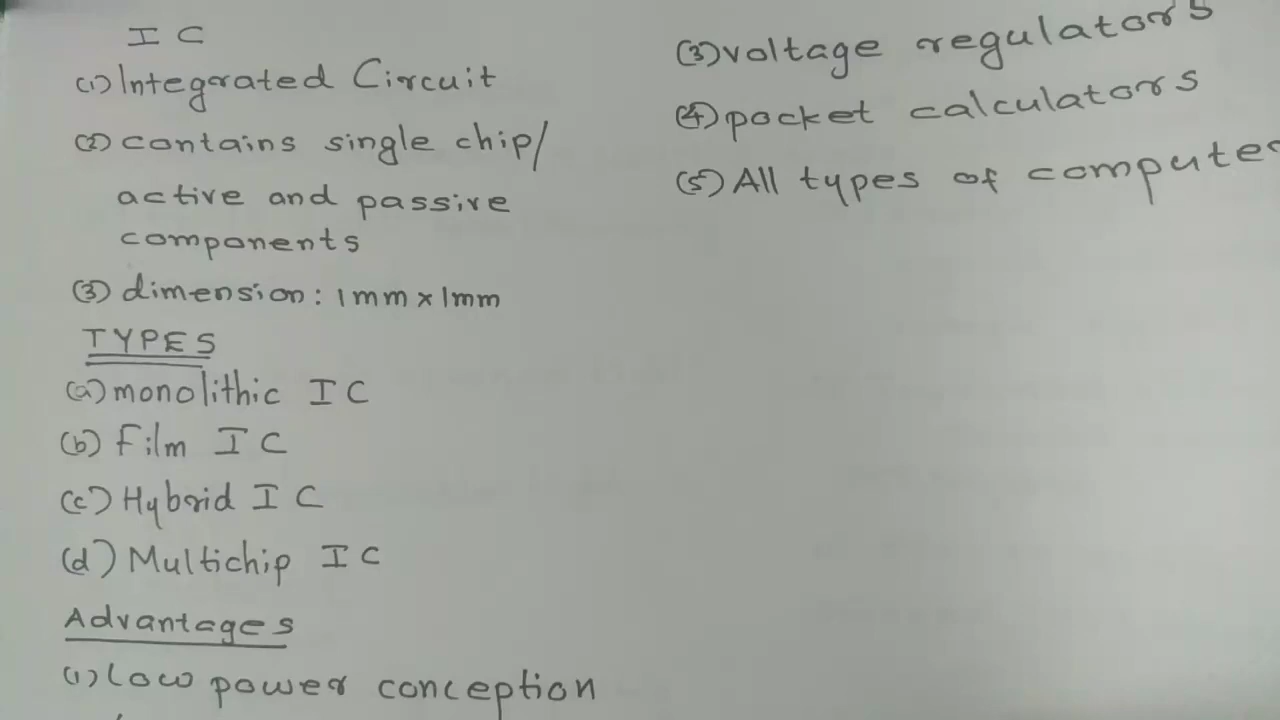 I C
(1) Integrated Circuit
(2) contains single chip/
active and passive
components
(3) dimension: 1mm x 1mm
TYPES
(a) monolithic I C
(b) Film I C
(c) Hybrid I C
(d) Multichip I C
Advantages
(1) Low power conception
(3) voltage regulators
(4) pocket calculators
(5) All types of compute